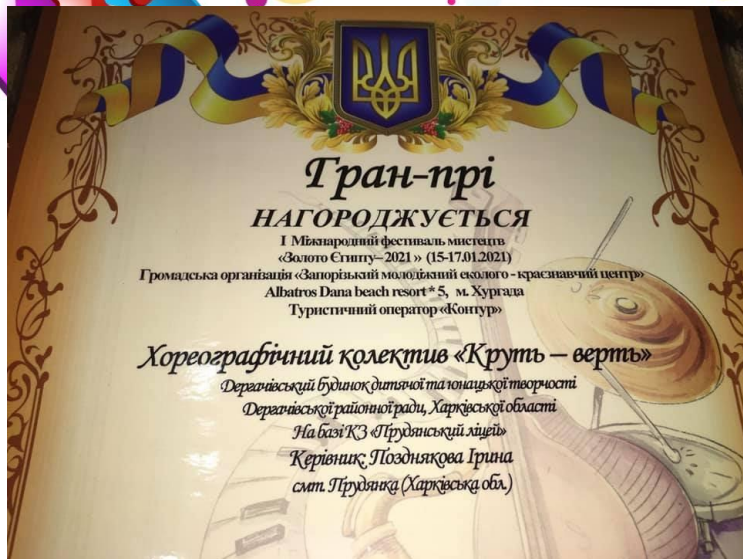 Гран-прі
НАГОРОДЖУЄТЬСЯ
І Міжнародний фестиваль мистецтв
«Золото Єгипту– 2021 » (15-17.01.2021)
Громадська організація «Запорізький молодіжний еколого - краєзнавчий центр»
Albatros Dana beach resort * 5, м. Хургада
Туристичний оператор «Контур»
Хореографічний колектив «Круть – верть»
Дергачівський будинок дитячої та юнацької творчості
Дергачівської районної ради, Харківської області
На базі КЗ «Прудянський ліцей»
Керівник: Позднякова Ірина
смт. Прудянка (Харківська обл.)